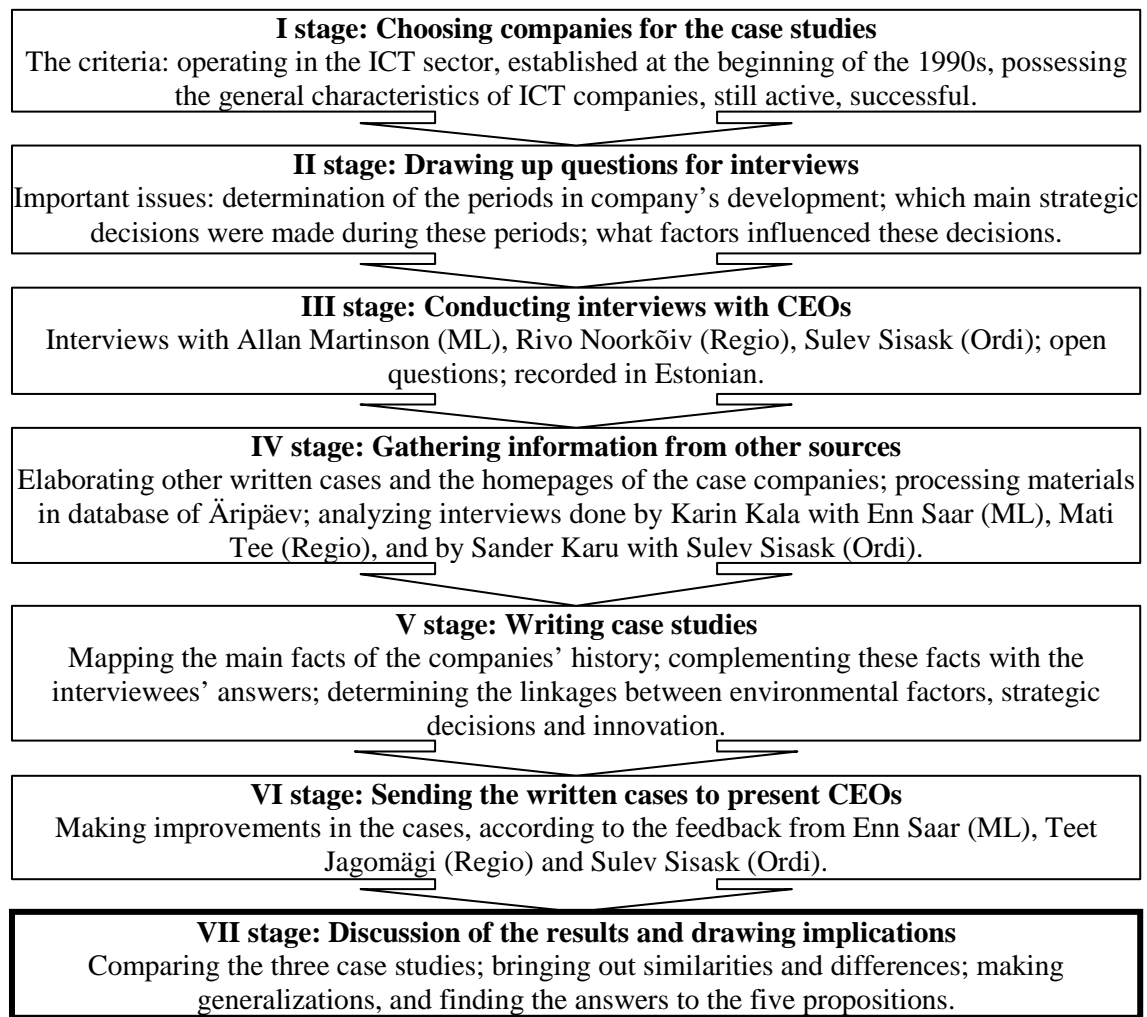 I stage: Choosing companies for the case studies
The criteria: operating in the ICT sector, established at the beginning of the 1990s, possessing
the general characteristics of ICT companies, still active, successful.
II stage: Drawing up questions for interviews
Important issues: determination of the periods in company’s development; which main strategic
decisions were made during these periods; what factors influenced these decisions.
III stage: Conducting interviews with CEOs
Interviews with Allan Martinson (ML), Rivo Noorkõiv (Regio), Sulev Sisask (Ordi); open
questions; recorded in Estonian.
IV stage: Gathering information from other sources
Elaborating other written cases and the homepages of the case companies; processing materials
in database of Äripäev; analyzing interviews done by Karin Kala with Enn Saar (ML), Mati
Tee (Regio), and by Sander Karu with Sulev Sisask (Ordi).
V stage: Writing case studies
Mapping the main facts of the companies’ history; complementing these facts with the
interviewees’ answers; determining the linkages between environmental factors, strategic
decisions and innovation.
VI stage: Sending the written cases to present CEOs
Making improvements in the cases, according to the feedback from Enn Saar (ML), Teet
Jagomägi (Regio) and Sulev Sisask (Ordi).
VII stage: Discussion of the results and drawing implications
Comparing the three case studies; bringing out similarities and differences; making
generalizations, and finding the answers to the five propositions.